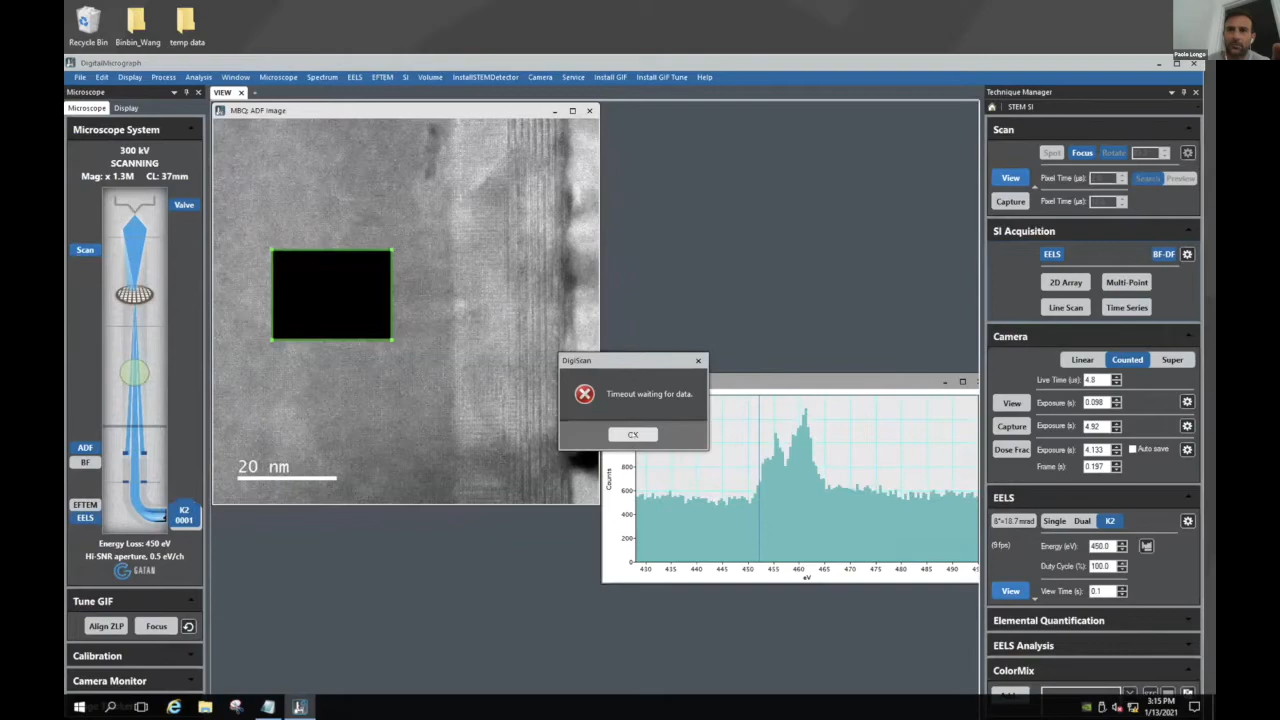 Recycle Bin
Binbin_Wang
temp data
Paolo Longo
DigitalMicrograph
File Edit Display Process Analysis Window Microscope Spectrum EELS EFTEM SI Volume InstallSTEMDetector Camera Service Install GIF Install GIF Tune Help
Microscope
VIEW
Technique Manager
Microscope Display
MBQ: ADF Image
STEM SI
Microscope System
300 kV
SCANNING
Mag: x 1.3M CL: 37mm
Valve
Scan
ADF
BF
EFTEM
EELS
K2
0001
Energy Loss: 450 eV
Hi-SNR aperture, 0.5 eV/ch
GATAN
Tune GIF
Align ZLP Focus
Calibration
Camera Monitor
20 nm
DigiScan
Timeout waiting for data.
Counts
800
600
400
200
0
430 435 440 445 450 455 460 465 470 475 480 485 490
eV
Scan
Spot Focus Rotate
View Pixel Time (µs): Search Preview
Capture Pixel Time (µs):
SI Acquisition
EELS BF-DF
2D Array Multi-Point
Line Scan Time Series
Camera
Linear Counted Super
Live Time (µs): 4.8
View Exposure (s): 0.098
Capture Exposure (s): 4.92
Dose Frac Exposure (s): 4.133 Auto save
Frame (s): 0.197
EELS
8"=18.7mrad Single Dual K2
(9 fps) Energy (eV): 450.0
Duty Cycle (%): 100.0
View View Time (s): 0.1
Elemental Quantification
EELS Analysis
ColorMix
3:15 PM
1/13/2021